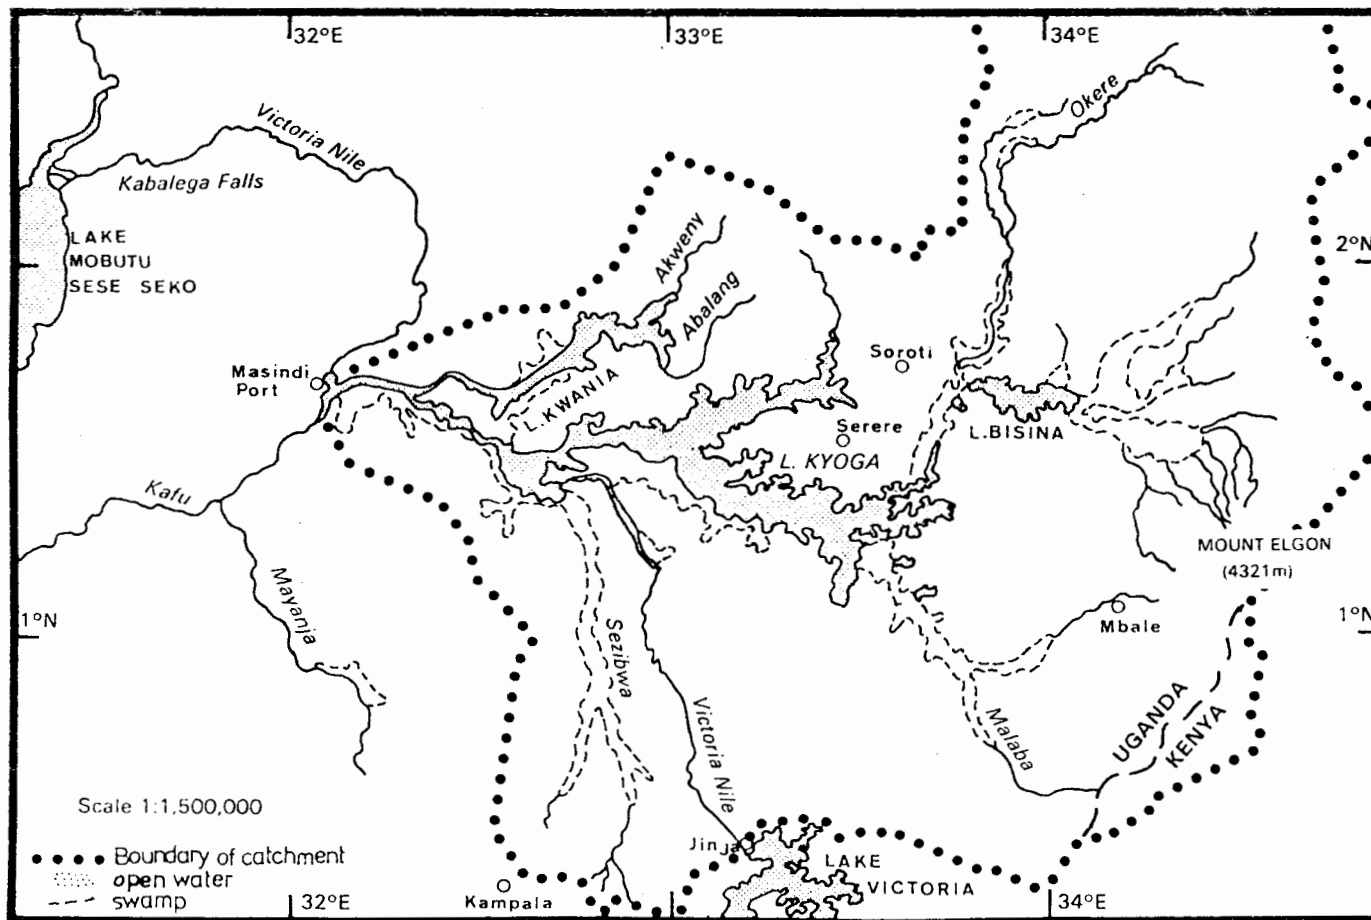 32°E
33°E
34°E
Okere
Victoria Nile
Kabalega Falls
LAKE
MOBUTU
SESE SEKO
Akweny
Abalang
2°N
Masindi
Port
Soroti
L. KWANIA
Serere
L. BISINA
L. KYOGA
Kafu
MOUNT ELGON
(4321m)
Mayanja
1°N
Sezibwa
Mbale
1°N
Victoria Nile
Malaba
UGANDA
KENYA
Scale 1:1,500,000
Jinja
Boundary of catchment
open water
swamp
LAKE
VICTORIA
32°E
Kampala
34°E